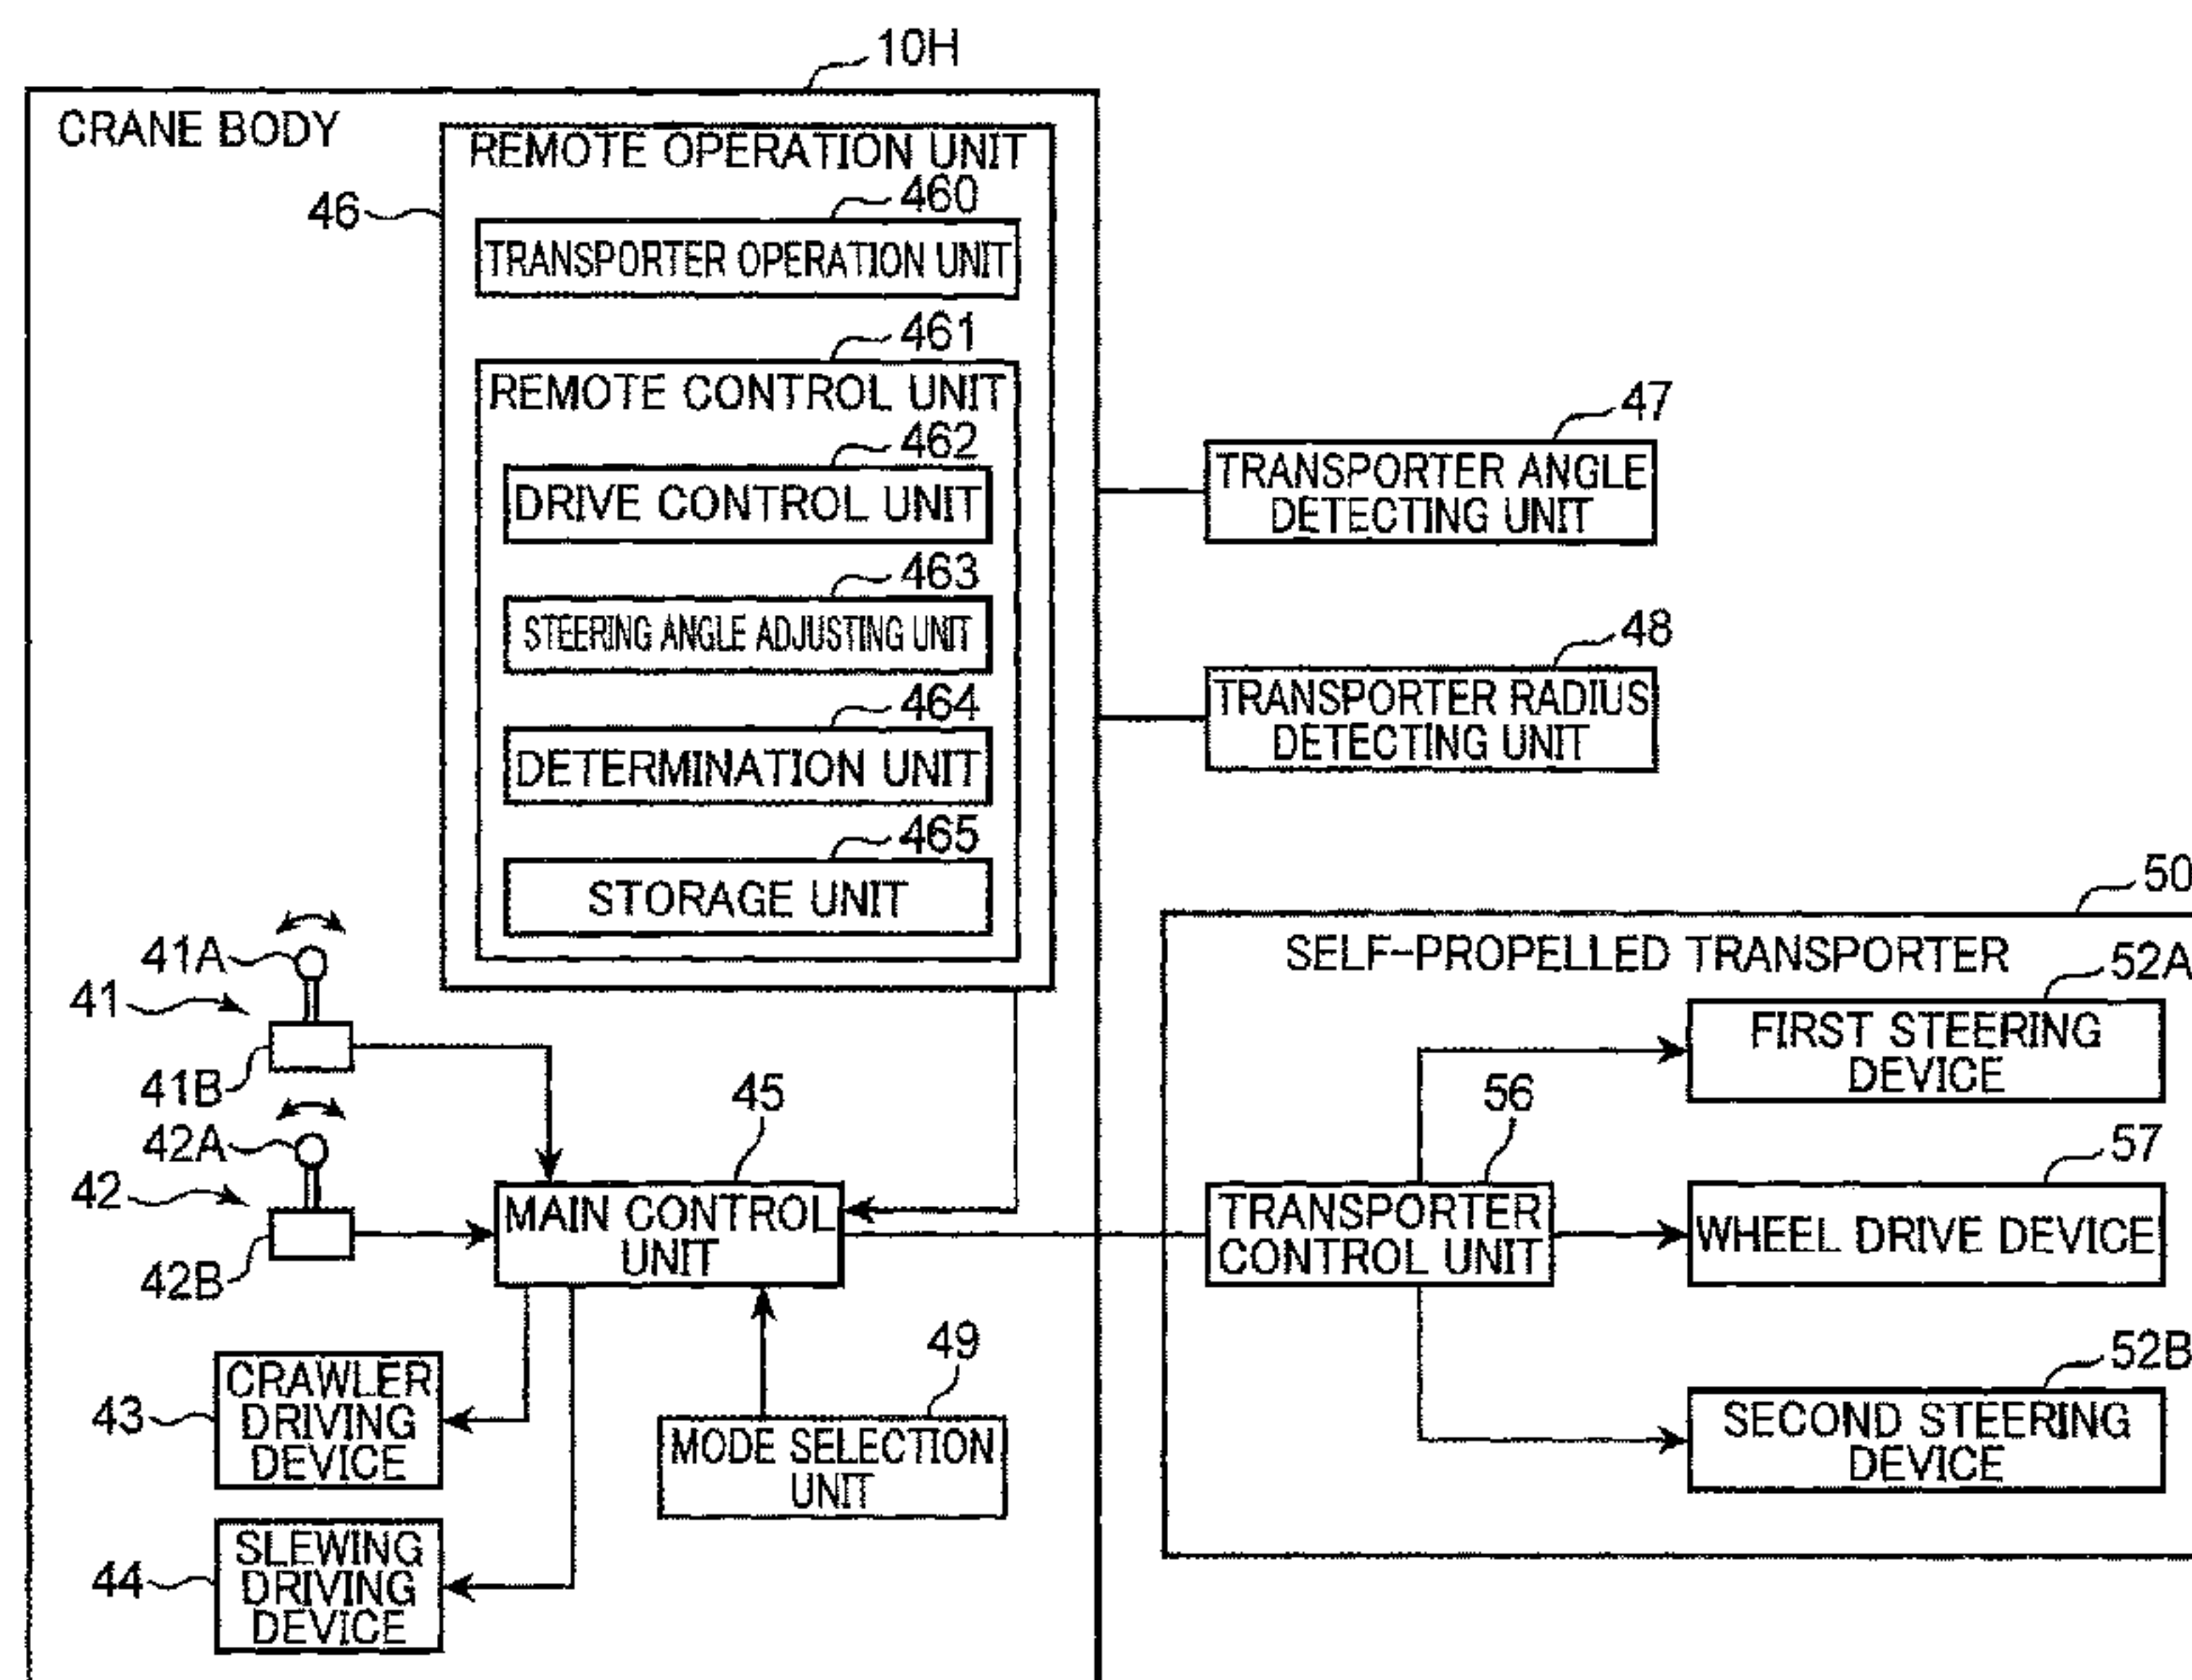 10H
CRANE BODY
REMOTE OPERATION UNIT
46
460
TRANSPORTER OPERATION UNIT
461
REMOTE CONTROL UNIT
462
DRIVE CONTROL UNIT
463
STEERING ANGLE ADJUSTING UNIT
464
DETERMINATION UNIT
465
STORAGE UNIT
47
TRANSPORTER ANGLE
DETECTING UNIT
48
TRANSPORTER RADIUS
DETECTING UNIT
41A
41
41B
42A
42
42B
45
MAIN CONTROL
UNIT
43
CRAWLER
DRIVING
DEVICE
44
SLEWING
DRIVING
DEVICE
49
MODE SELECTION
UNIT
50
SELF-PROPELLED TRANSPORTER
52A
FIRST STEERING
DEVICE
56
TRANSPORTER
CONTROL UNIT
57
WHEEL DRIVE DEVICE
52B
SECOND STEERING
DEVICE